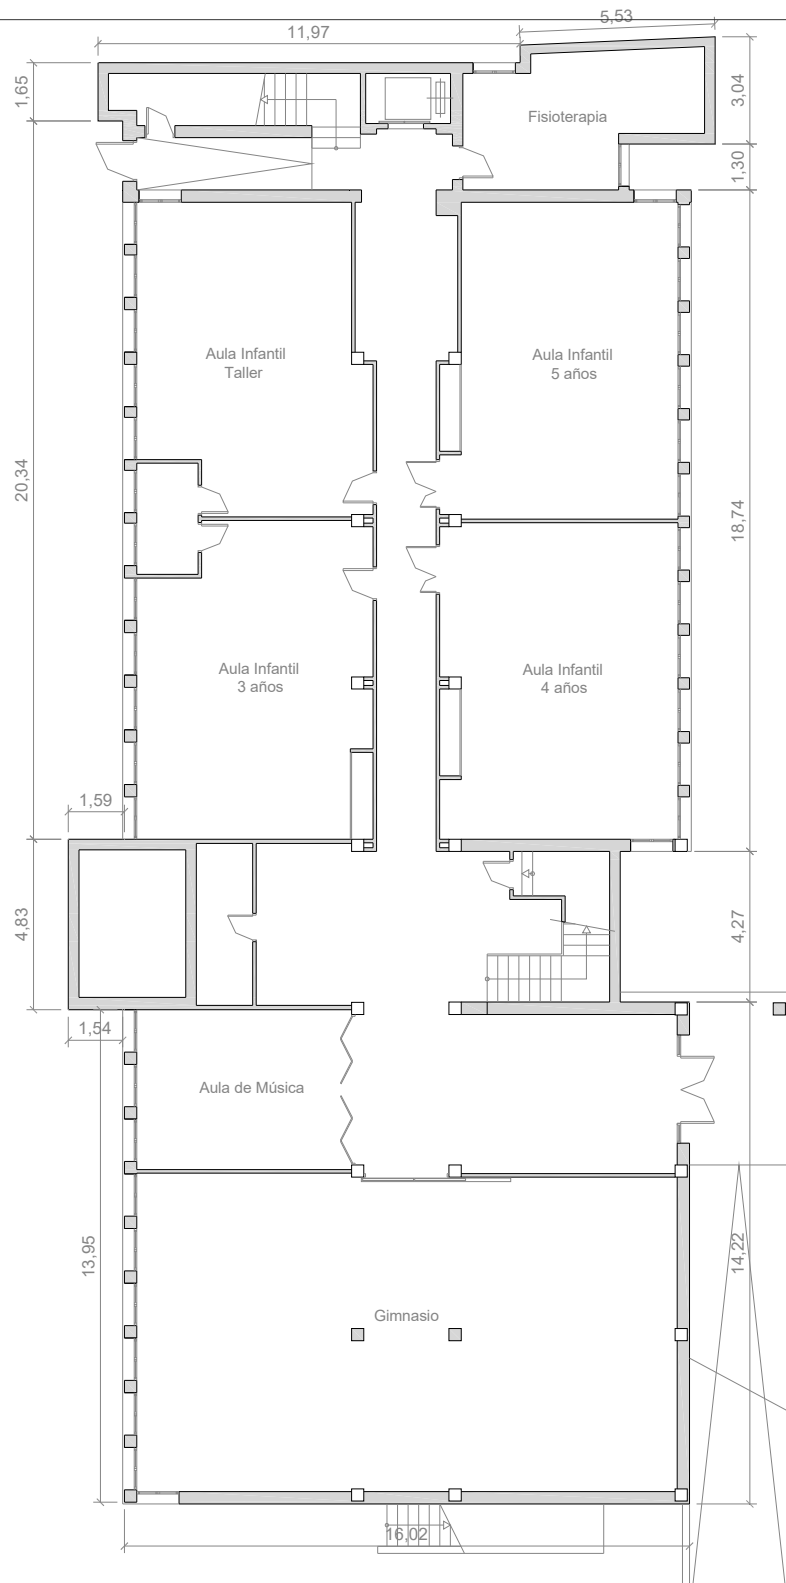 5,53
11,97
1,65
3,04
Fisioterapia
1,30
Aula Infantil
Taller
Aula Infantil
5 años
20,34
18,74
Aula Infantil
3 años
Aula Infantil
4 años
1,59
4,83
4,27
1,54
Aula de Música
13,95
14,22
Gimnasio
16,02